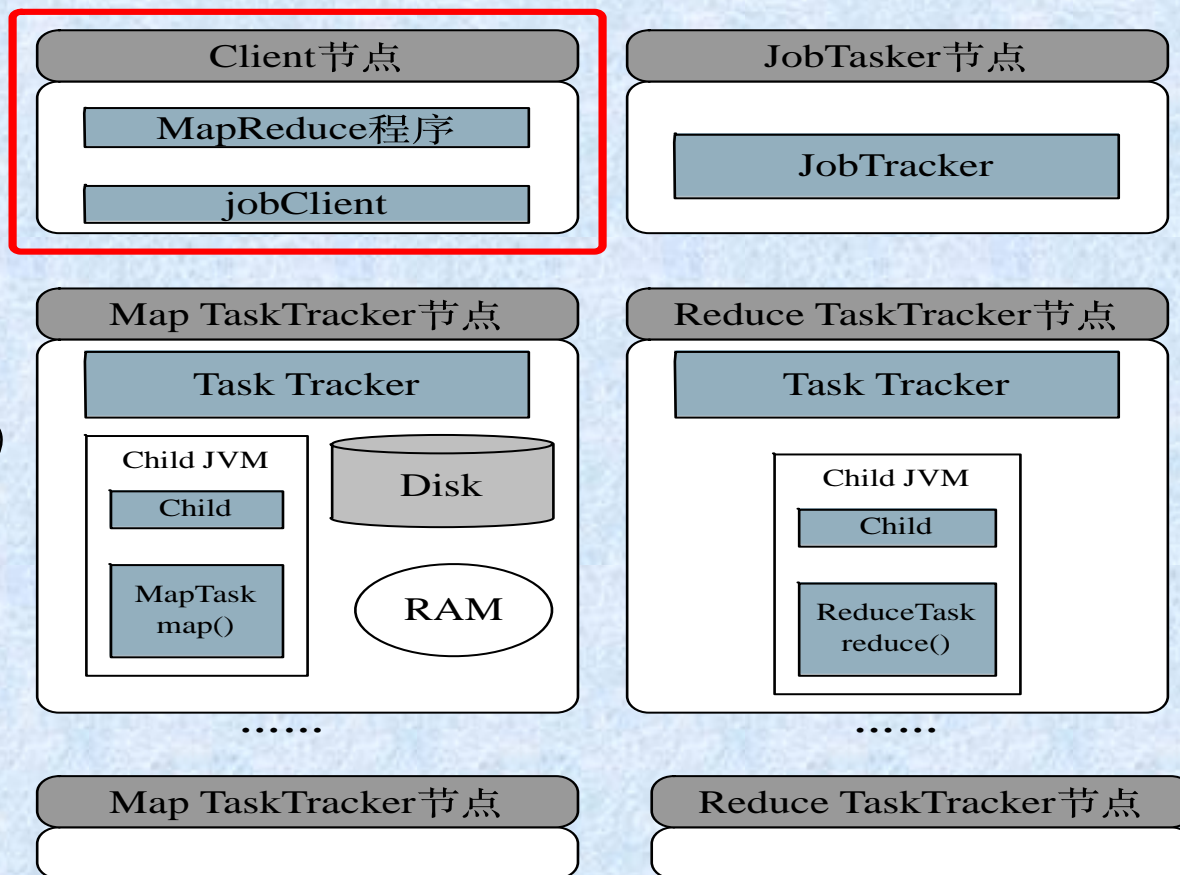 Client节点
MapReduce程序
jobClient
JobTasker节点
JobTracker
Map TaskTracker节点
Task Tracker
Child JVM
Child
MapTask
map()
Disk
RAM
......
Reduce TaskTracker节点
Task Tracker
Child JVM
Child
ReduceTask
reduce()
......
Map TaskTracker节点
Reduce TaskTracker节点